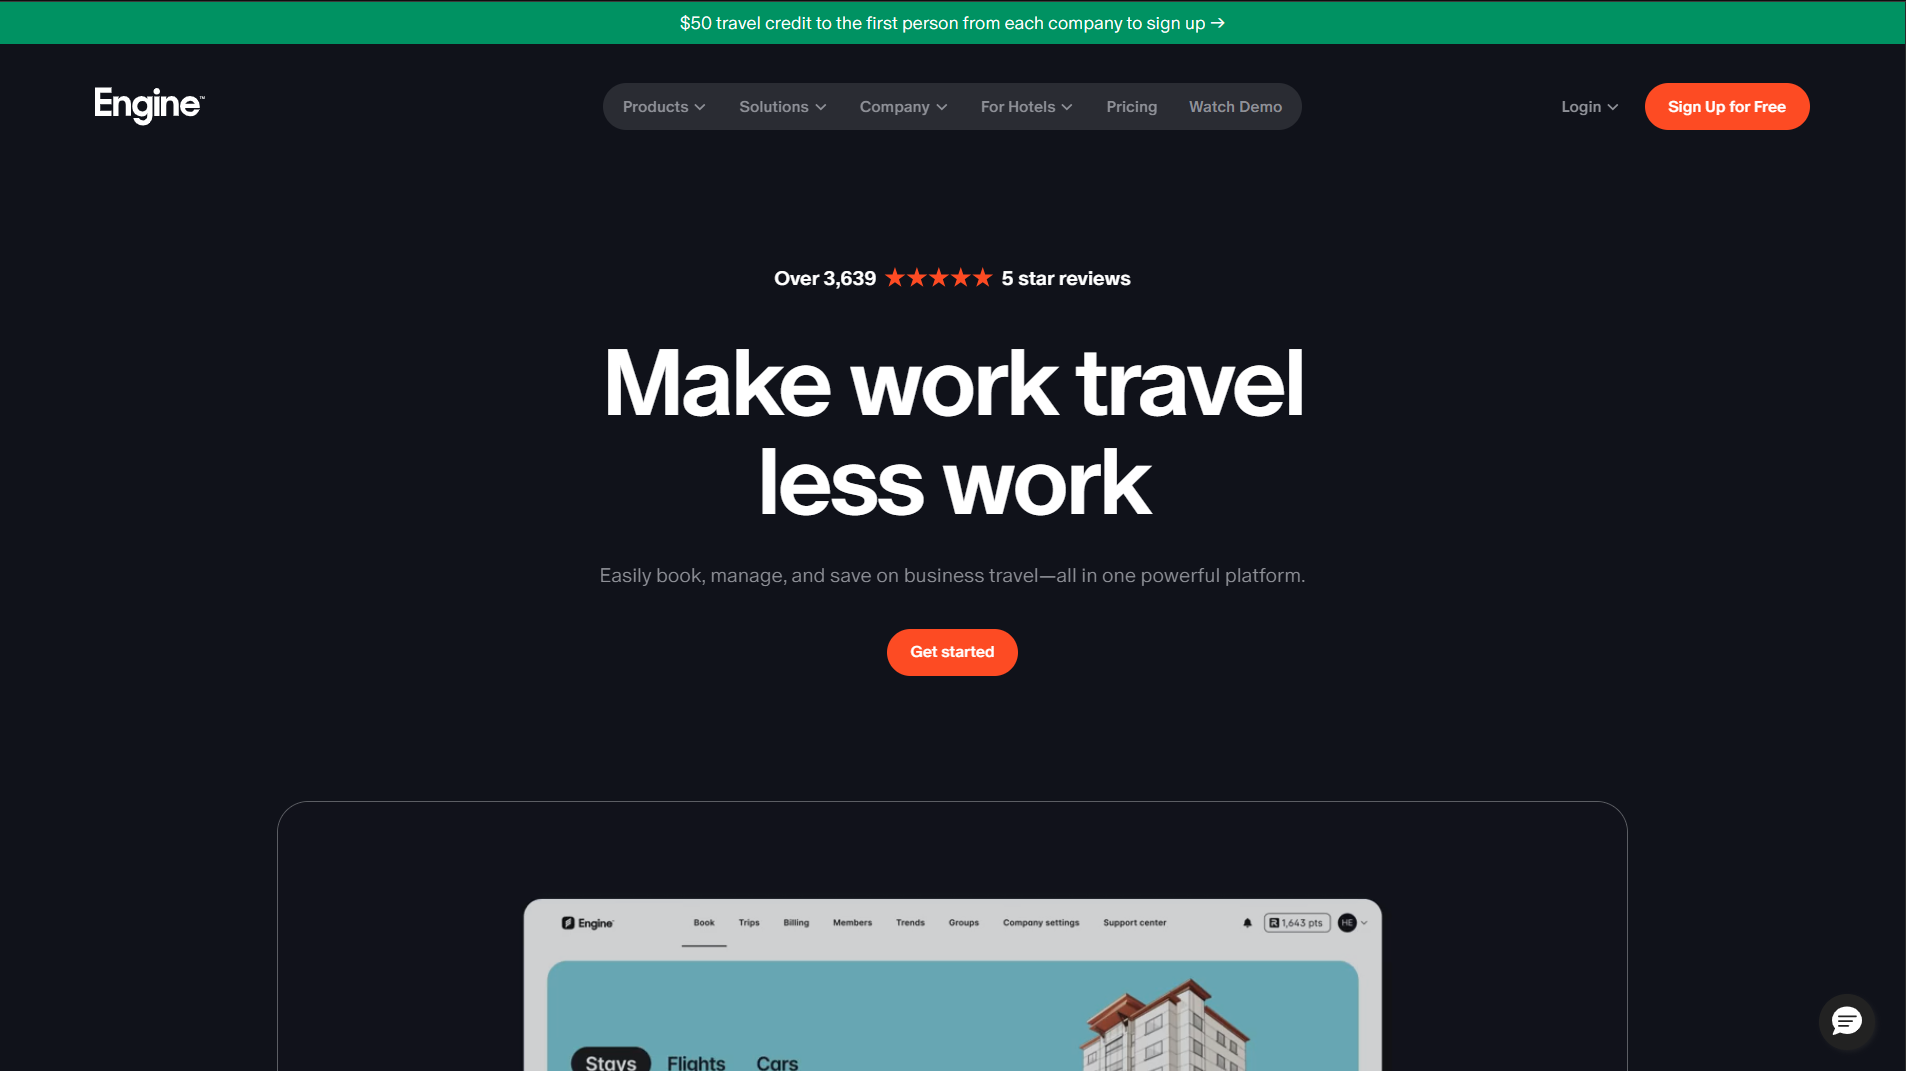 $50 travel credit to the first person from each company to sign up →
Engine™
Products
Solutions
Company
For Hotels
Pricing
Watch Demo
Login
Sign Up for Free
Over 3,639 ★★★★★ 5 star reviews
Make work travel
less work
Easily book, manage, and save on business travel—all in one powerful platform.
Get started
Engine
Book
Trips
Billing
Members
Trends
Groups
Company settings
Support center
1,643 pts
HE
Stays
Flights
Cars